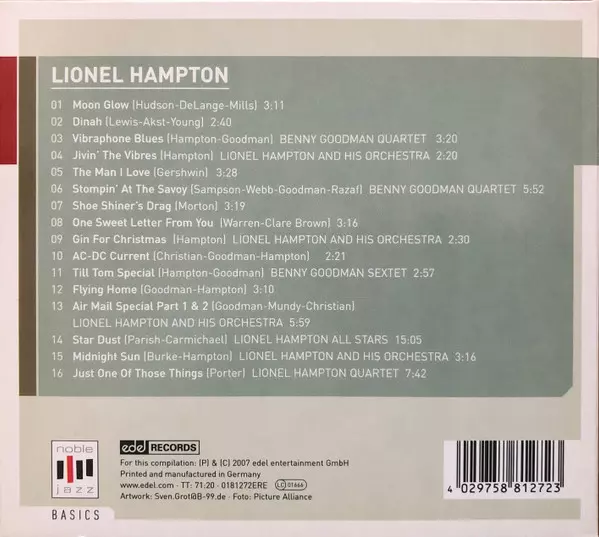 LIONEL HAMPTON
01 Moon Glow (Hudson-DeLange-Mills) 3:11
02 Dinah (Lewis-Akst-Young) 2:40
03 Vibraphone Blues (Hampton-Goodman) BENNY GOODMAN QUARTET 3:20
04 Jivin' The Vibres (Hampton) LIONEL HAMPTON AND HIS ORCHESTRA 2:20
05 The Man I Love (Gershwin) 3:28
06 Stompin' At The Savoy (Sampson-Webb-Goodman-Razaf) BENNY GOODMAN QUARTET 5:52
07 Shoe Shiner's Drag (Morton) 3:19
08 One Sweet Letter From You (Warren-Clare Brown) 3:16
09 Gin For Christmas (Hampton) LIONEL HAMPTON AND HIS ORCHESTRA 2:30
10 AC-DC Current (Christian-Goodman-Hampton) 2:21
11 Till Tom Special (Hampton-Goodman) BENNY GOODMAN SEXTET 2:57
12 Flying Home (Goodman-Hampton) 3:10
13 Air Mail Special Part 1 & 2 (Goodman-Mundy-Christian)
LIONEL HAMPTON AND HIS ORCHESTRA 5:59
14 Star Dust (Parish-Carmichael) LIONEL HAMPTON ALL STARS 15:05
15 Midnight Sun (Burke-Hampton) LIONEL HAMPTON AND HIS ORCHESTRA 3:16
16 Just One Of Those Things (Porter) LIONEL HAMPTON QUARTET 7:42
noble
jazz
BASICS
edel RECORDS
For this compilation: (P) & (C) 2007 edel entertainment GmbH
Printed and manufactured in Germany
www.edel.com · TT: 71:20 · 0181272ERE LC 01666
Artwork: Sven.Grot@B-99.de · Foto: Picture Alliance
4 029758 812723